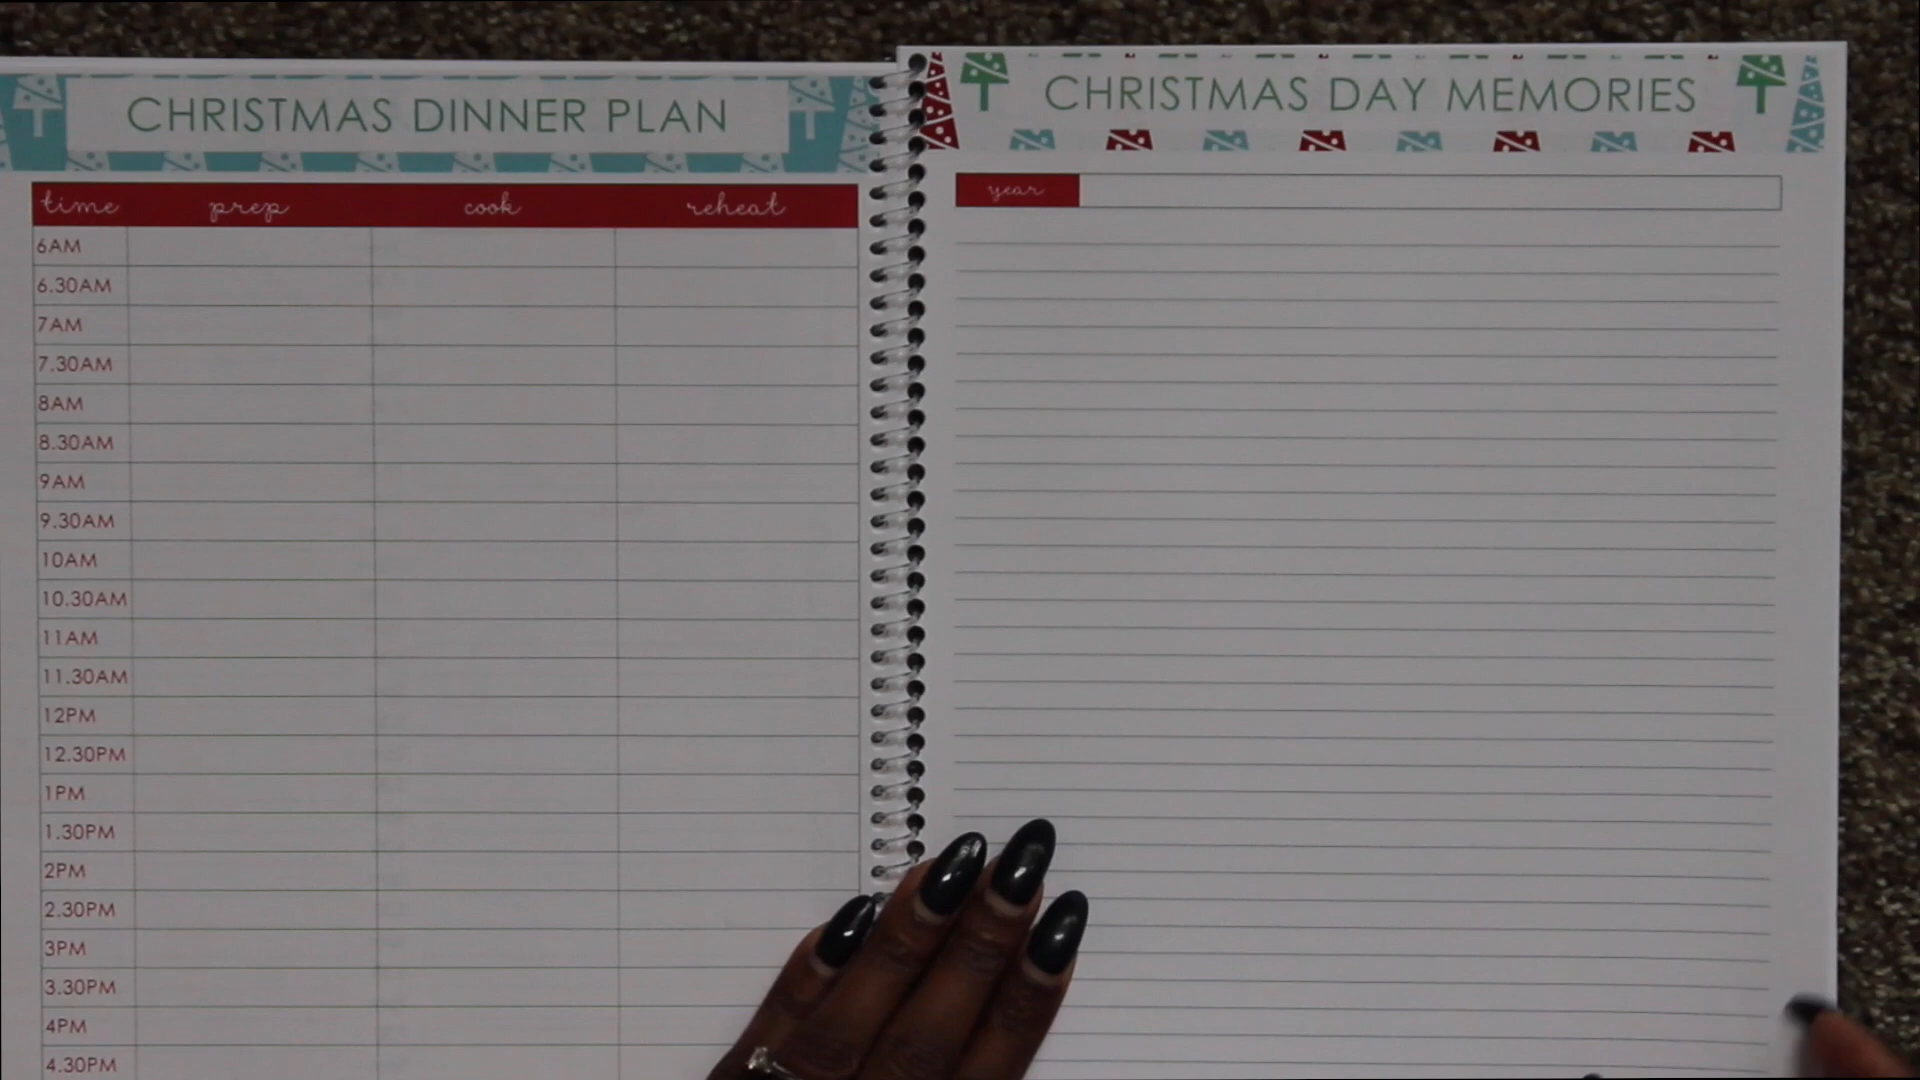 CHRISTMAS DINNER PLAN
time prep cook reheat
6AM
6.30AM
7AM
7.30AM
8AM
8.30AM
9AM
9.30AM
10AM
10.30AM
11AM
11.30AM
12PM
12.30PM
1PM
1.30PM
2PM
2.30PM
3PM
3.30PM
4PM
4.30PM
CHRISTMAS DAY MEMORIES
year